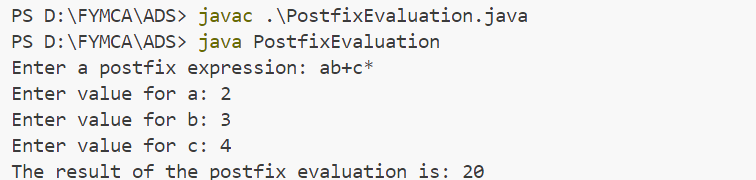 PS D:\FYMCA\ADS> javac .\PostfixEvaluation.java
PS D:\FYMCA\ADS> java PostfixEvaluation
Enter a postfix expression: ab+c*
Enter value for a: 2
Enter value for b: 3
Enter value for c: 4
The result of the postfix evaluation is: 20